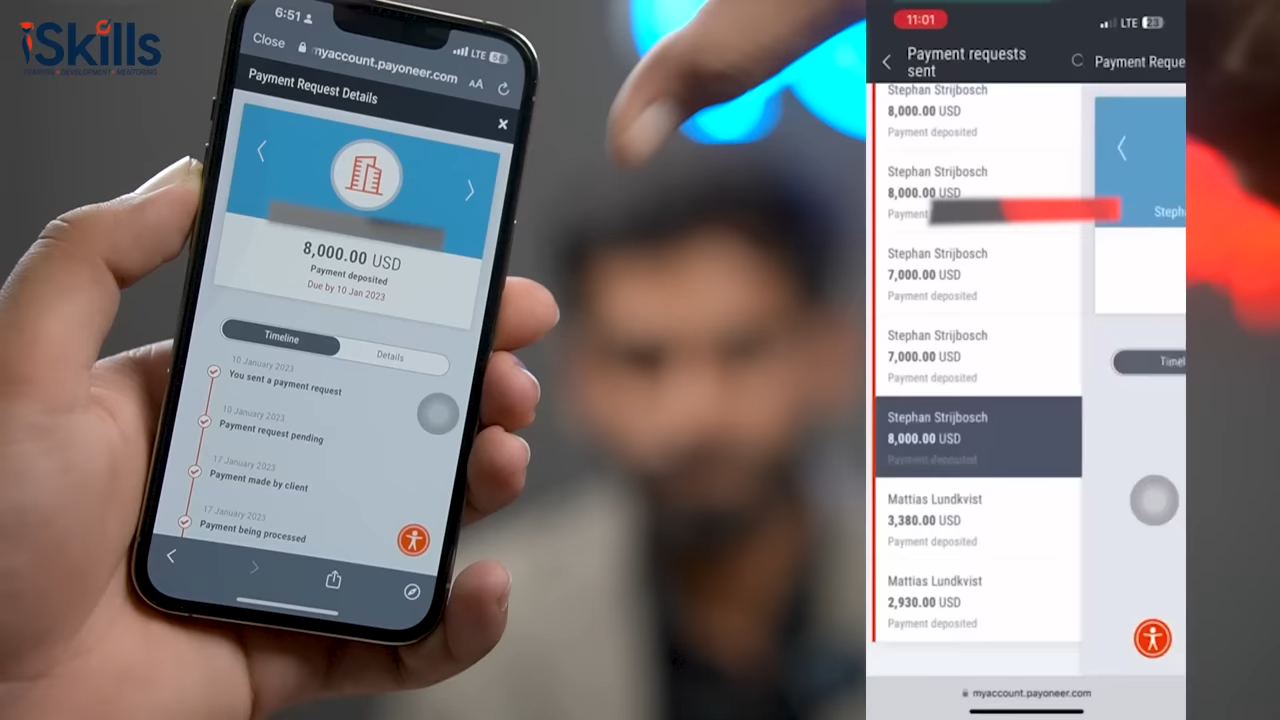 iSkills
TRAINING • DEVELOPMENT • MENTORING
6:51
LTE
Close
myaccount.payoneer.com
AA
Payment Request Details
8,000.00 USD
Payment deposited
Due by 10 Jan 2023
Timeline
Details
10 January 2023
You sent a payment request
10 January 2023
Payment request pending
17 January 2023
Payment made by client
17 January 2023
Payment being processed
11:01
LTE 23
Payment requests
sent
Payment Reque
Stephan Strijbosch
8,000.00 USD
Payment deposited
Stephan Strijbosch
8,000.00 USD
Payment
Steph
Stephan Strijbosch
7,000.00 USD
Payment deposited
Stephan Strijbosch
7,000.00 USD
Payment deposited
Timel
Stephan Strijbosch
8,000.00 USD
Payment deposited
Mattias Lundkvist
3,380.00 USD
Payment deposited
Mattias Lundkvist
2,930.00 USD
Payment deposited
myaccount.payoneer.com